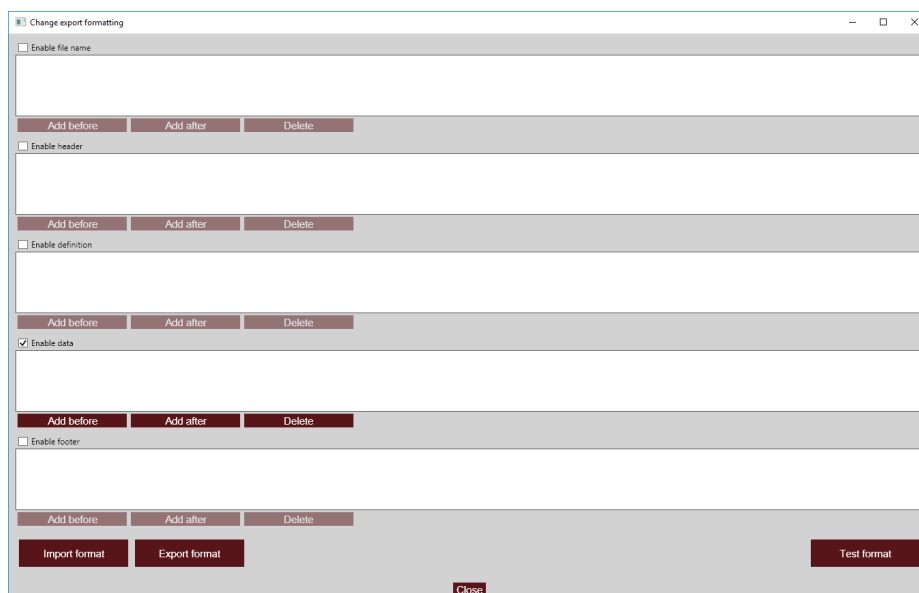 Change export formatting
Enable file name
Add before Add after Delete
Enable header
Add before Add after Delete
Enable definition
Add before Add after Delete
Enable data
Add before Add after Delete
Enable footer
Add before Add after Delete
Import format Export format Test format
Close